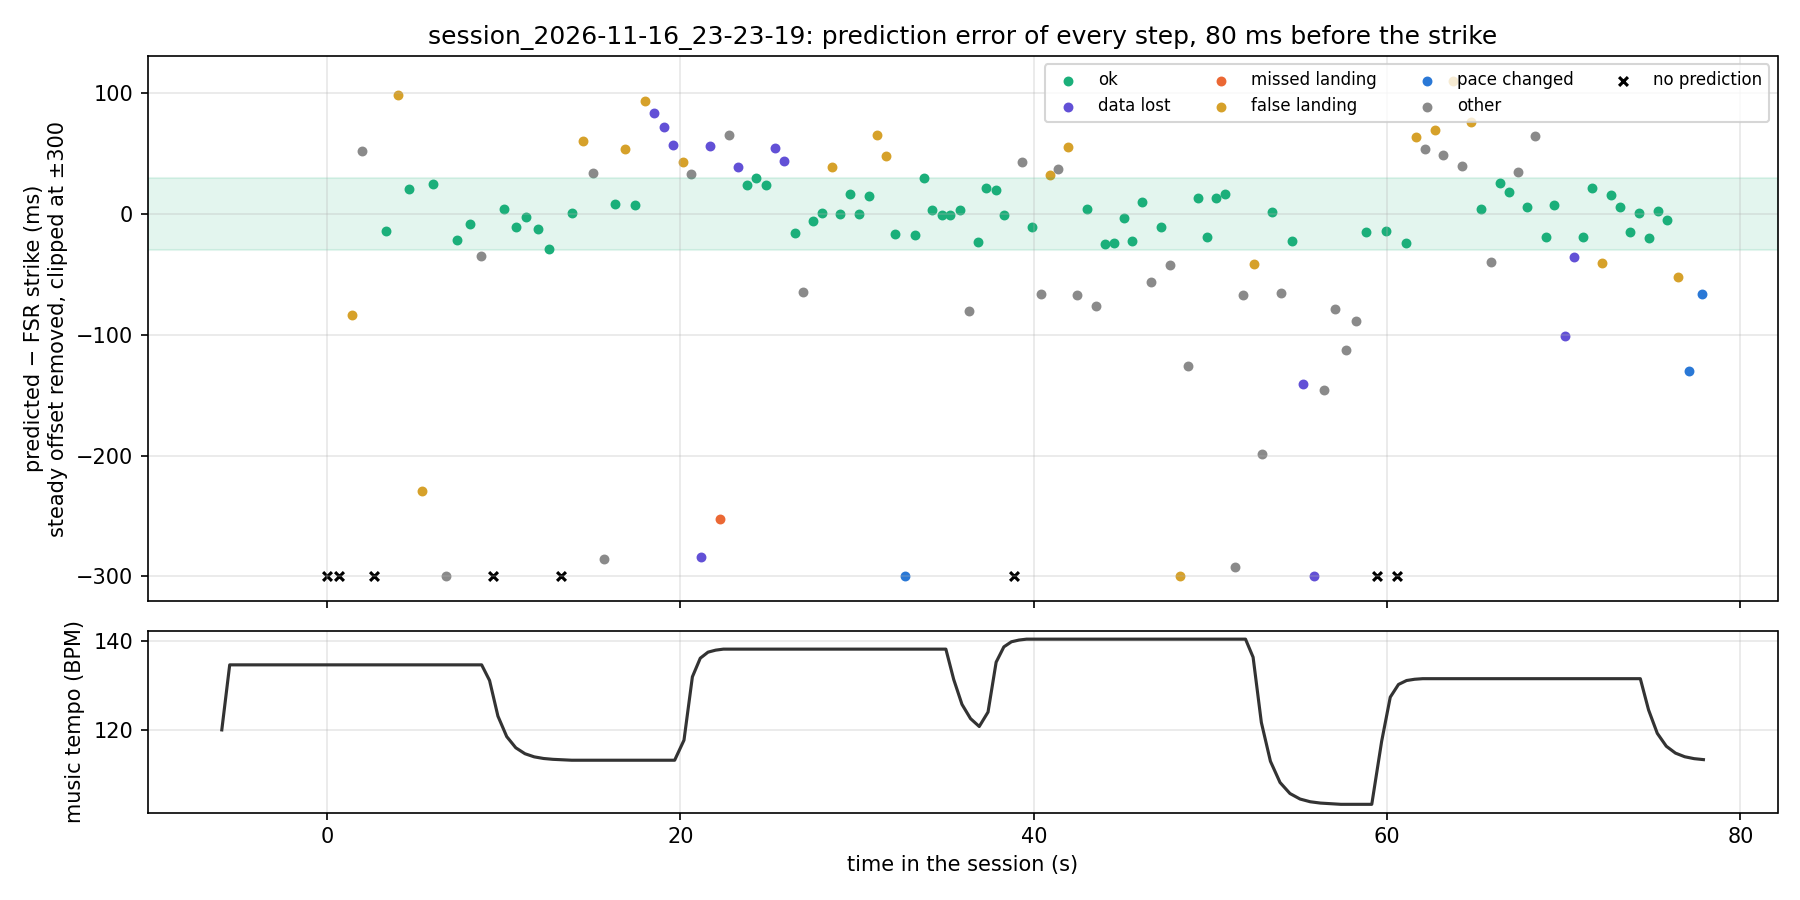 session_2026-11-16_23-23-19: prediction error of every step, 80 ms before the strike
predicted − FSR strike (ms)
steady offset removed, clipped at ±300
100
0
−100
−200
−300
ok
missed landing
pace changed
no prediction
data lost
false landing
other
music tempo (BPM)
140
120
0
20
40
60
80
time in the session (s)